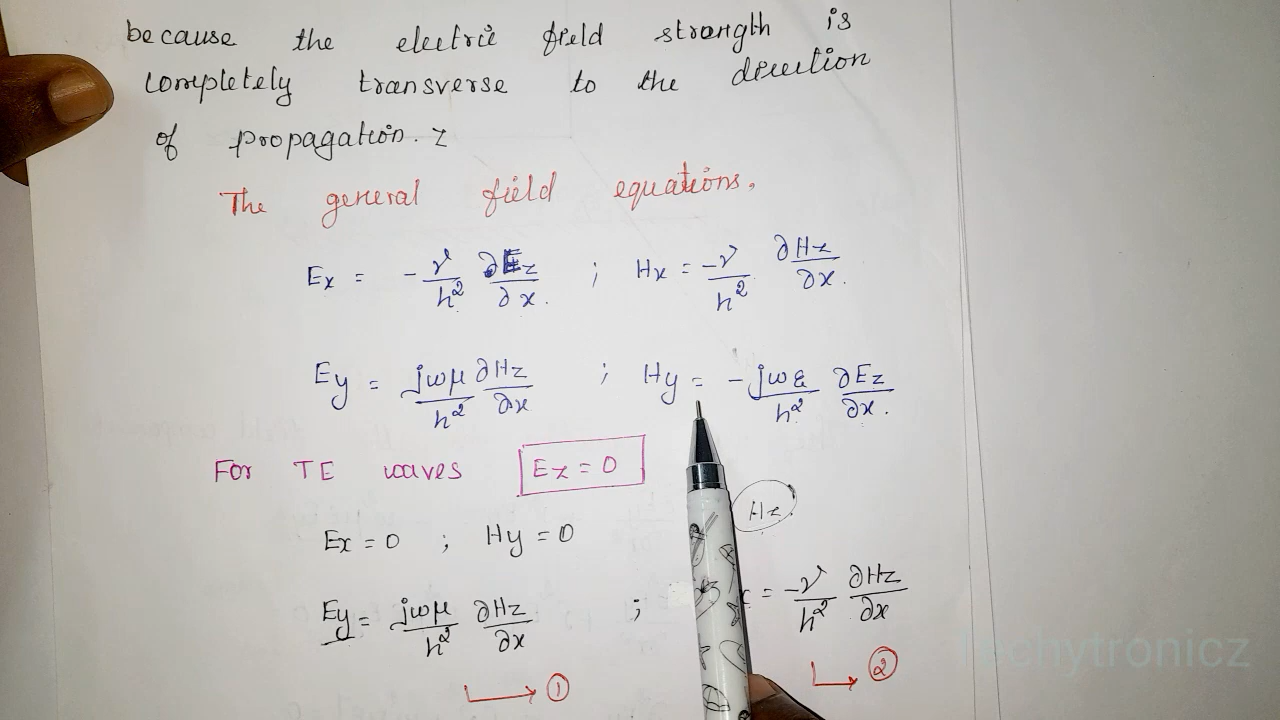 because the electric field strength is
completely transverse to the direction
of propagation. z
The general field equations,
Ex = -γ/h² ∂Ez/∂x. ; Hx = -γ/h² ∂Hz/∂x.
Ey = jωμ/h² ∂Hz/∂x ; Hy = -jωε/h² ∂Ez/∂x.
For TE waves Ez = 0
Hz
Ex = 0 ; Hy = 0
Ey = jωμ/h² ∂Hz/∂x ; = -γ/h² ∂Hz/∂x
→ ① → ②
techytronicz